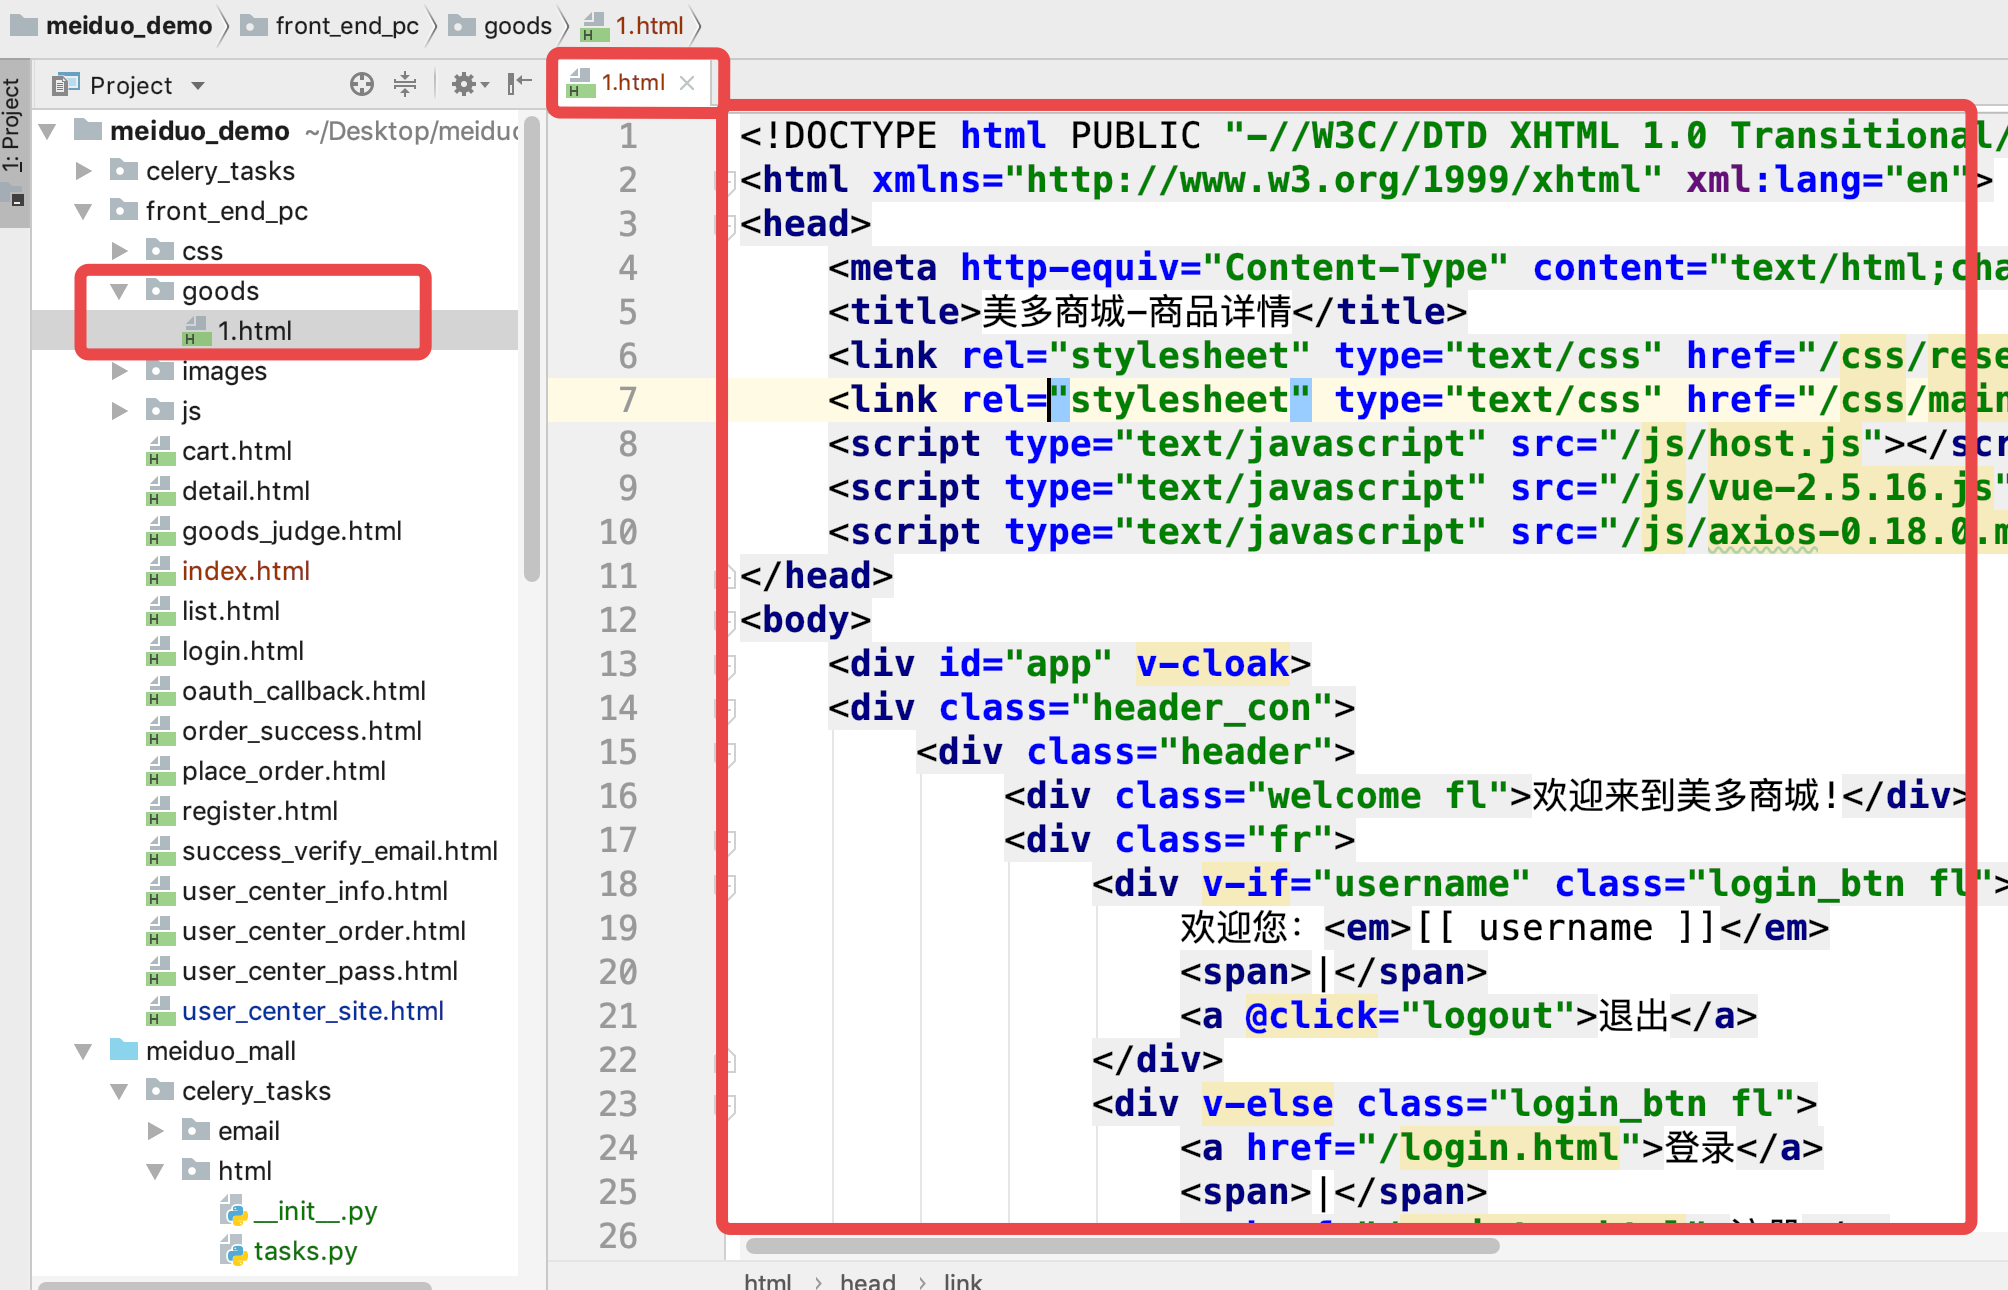 meiduo_demo front_end_pc goods 1.html
1: Project
Project
1.html
meiduo_demo ~/Desktop/meiduo
celery_tasks
front_end_pc
css
goods
1.html
images
js
cart.html
detail.html
goods_judge.html
index.html
list.html
login.html
oauth_callback.html
order_success.html
place_order.html
register.html
success_verify_email.html
user_center_info.html
user_center_order.html
user_center_pass.html
user_center_site.html
meiduo_mall
celery_tasks
email
html
__init__.py
tasks.py
1 <!DOCTYPE html PUBLIC "-//W3C//DTD XHTML 1.0 Transitional/
2 <html xmlns="http://www.w3.org/1999/xhtml" xml:lang="en">
3 <head>
4 <meta http-equiv="Content-Type" content="text/html;cha
5 <title>美多商城-商品详情</title>
6 <link rel="stylesheet" type="text/css" href="/css/rese
7 <link rel="stylesheet" type="text/css" href="/css/main
8 <script type="text/javascript" src="/js/host.js"></scr
9 <script type="text/javascript" src="/js/vue-2.5.16.js"
10 <script type="text/javascript" src="/js/axios-0.18.0.m
11 </head>
12 <body>
13 <div id="app" v-cloak>
14 <div class="header_con">
15 <div class="header">
16 <div class="welcome fl">欢迎来到美多商城!</div>
17 <div class="fr">
18 <div v-if="username" class="login_btn fl">
19 欢迎您：<em>[[ username ]]</em>
20 <span>|</span>
21 <a @click="logout">退出</a>
22 </div>
23 <div v-else class="login_btn fl">
24 <a href="/login.html">登录</a>
25 <span>|</span>
26
html › head › link